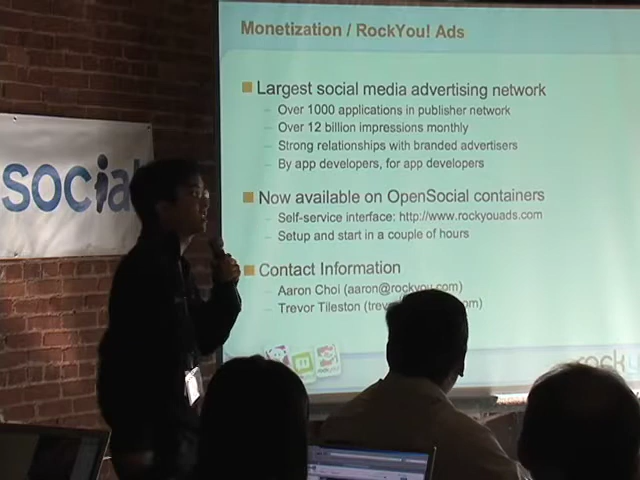 Monetization / RockYou! Ads
Largest social media advertising network
Over 1000 applications in publisher network
Over 12 billion impressions monthly
Strong relationships with branded advertisers
By app developers, for app developers
Now available on OpenSocial containers
Self-service interface: http://www.rockyouads.com
Setup and start in a couple of hours
Contact Information
Aaron Choi (aaron@rockyou.com)
Trevor Tileston
social